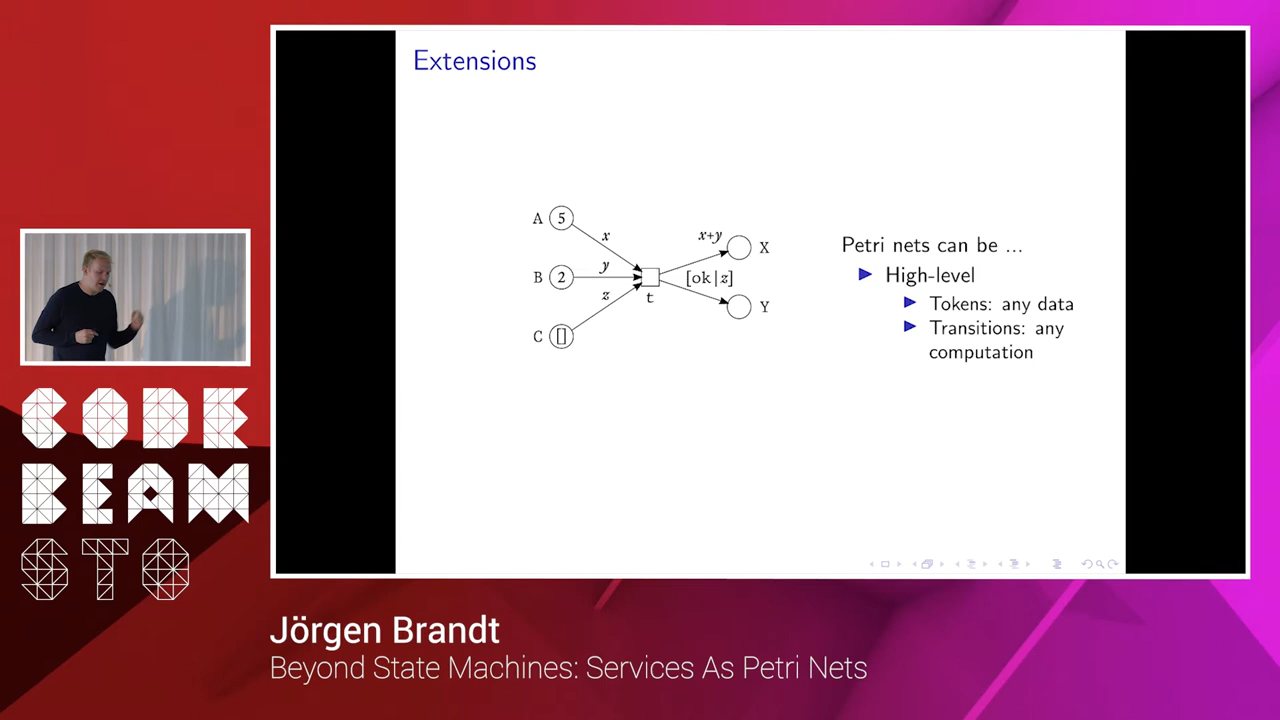 Extensions
A 5
x
x+y
X
B 2
y
[ok|z]
t
z
Y
C []
Petri nets can be ...
High-level
Tokens: any data
Transitions: any
computation
CODE
BEAM
STO
Jörgen Brandt
Beyond State Machines: Services As Petri Nets